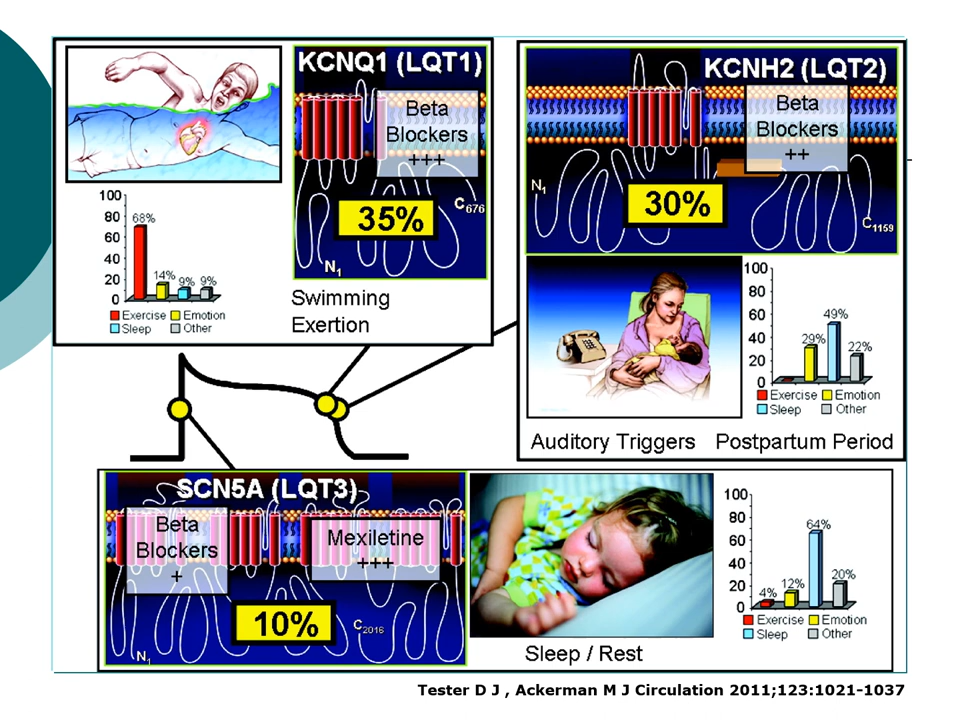 KCNQ1 (LQT1)
Beta
Blockers
+++
35%
C676
N1
100
80
60
40
20
0
68%
14%
9%
9%
Exercise
Emotion
Sleep
Other
Swimming
Exertion
KCNH2 (LQT2)
Beta
Blockers
++
30%
N1
C1159
100
80
60
40
20
0
29%
49%
22%
Exercise
Emotion
Sleep
Other
Auditory Triggers
Postpartum Period
SCN5A (LQT3)
Beta
Blockers
+
Mexiletine
+++
10%
C2016
N1
100
80
60
40
20
0
4%
12%
64%
20%
Exercise
Emotion
Sleep
Other
Sleep / Rest
Tester D J , Ackerman M J Circulation 2011;123:1021-1037